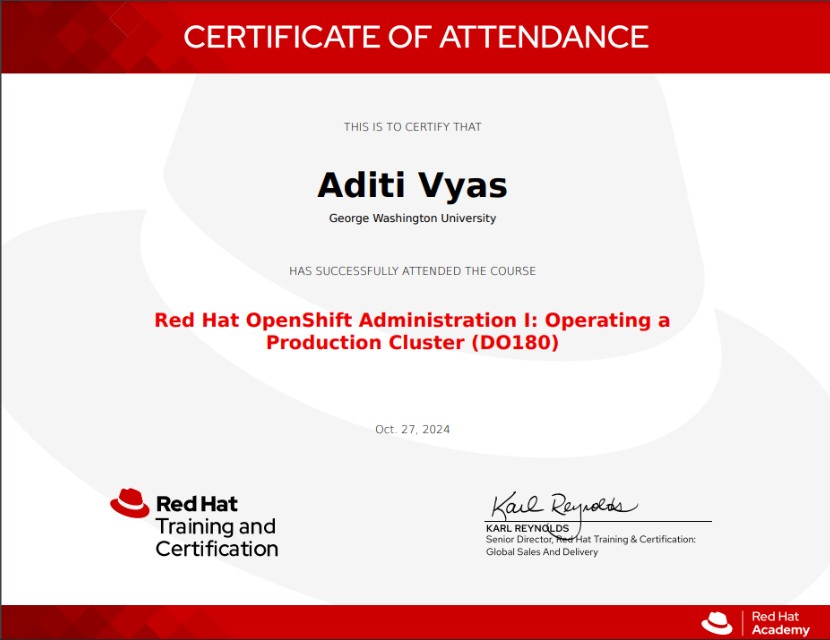 CERTIFICATE OF ATTENDANCE
THIS IS TO CERTIFY THAT
Aditi Vyas
George Washington University
HAS SUCCESSFULLY ATTENDED THE COURSE
Red Hat OpenShift Administration I: Operating a
Production Cluster (DO180)
Oct. 27, 2024
Red Hat
Training and
Certification
Karl Reynolds
KARL REYNOLDS
Senior Director, Red Hat Training & Certification:
Global Sales And Delivery
Red Hat
Academy